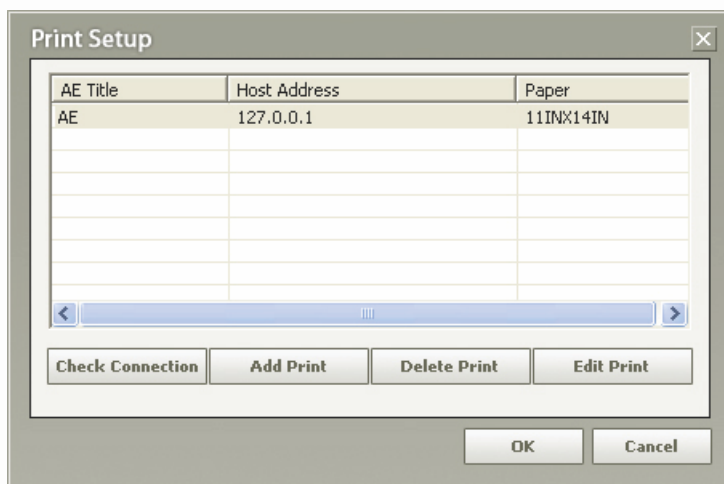 Print Setup
AE Title Host Address Paper
AE 127.0.0.1 11INX14IN
Check Connection Add Print Delete Print Edit Print
OK Cancel